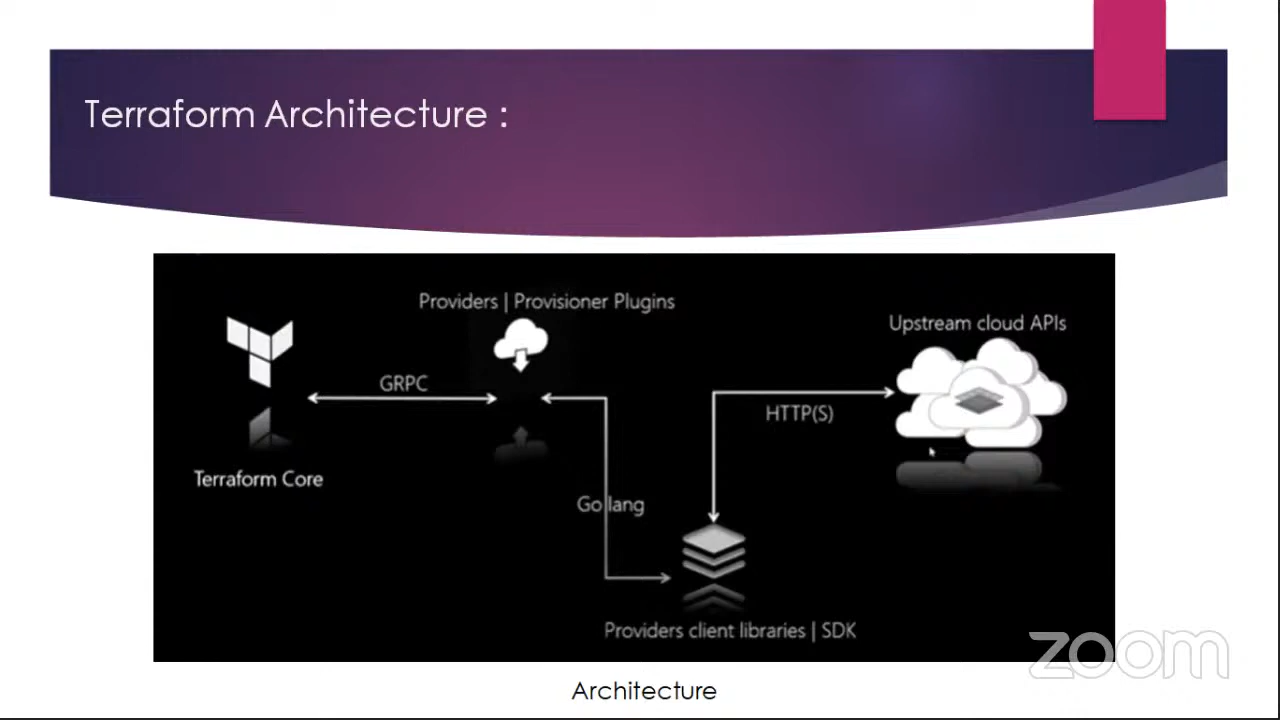 Terraform Architecture :
Providers | Provisioner Plugins
Upstream cloud APIs
GRPC
HTTP(S)
Terraform Core
Go lang
Providers client libraries | SDK
zoom
Architecture